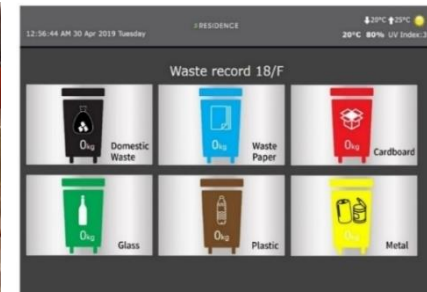 12:56:44 AM 30 Apr 2019 Tuesday
RESIDENCE
20°C 25°C
20°C 80% UV Index:3
Waste record 18/F
0kg
Domestic
Waste
0kg
Waste
Paper
0kg
Cardboard
0kg
Glass
0kg
Plastic
0kg
Metal